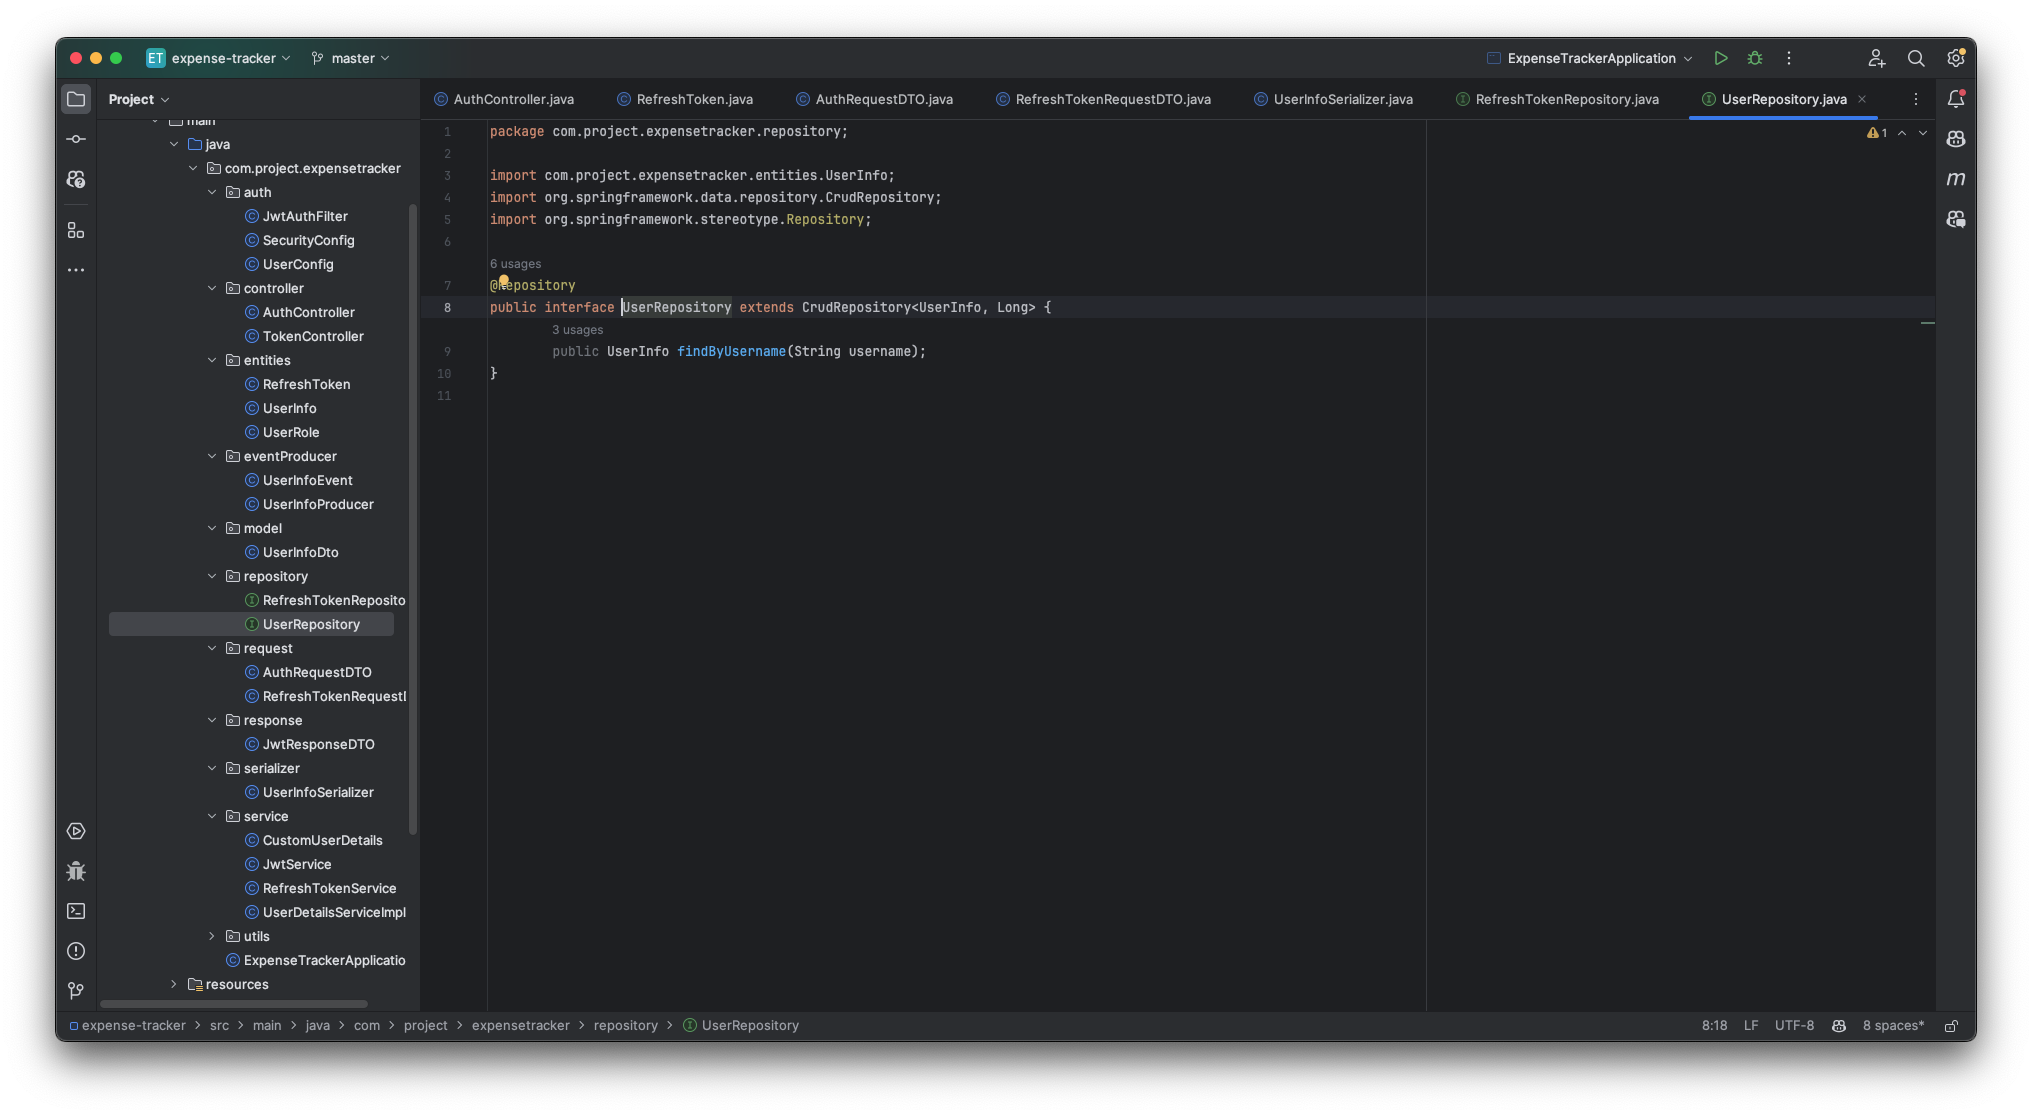 ET expense-tracker master
ExpenseTrackerApplication
Project
AuthController.java RefreshToken.java AuthRequestDTO.java RefreshTokenRequestDTO.java UserInfoSerializer.java RefreshTokenRepository.java UserRepository.java
main
java
com.project.expensetracker
auth
JwtAuthFilter
SecurityConfig
UserConfig
controller
AuthController
TokenController
entities
RefreshToken
UserInfo
UserRole
eventProducer
UserInfoEvent
UserInfoProducer
model
UserInfoDto
repository
RefreshTokenReposito
UserRepository
request
AuthRequestDTO
RefreshTokenRequestI
response
JwtResponseDTO
serializer
UserInfoSerializer
service
CustomUserDetails
JwtService
RefreshTokenService
UserDetailsServiceImpl
utils
ExpenseTrackerApplicatio
resources
1 package com.project.expensetracker.repository;
2
3 import com.project.expensetracker.entities.UserInfo;
4 import org.springframework.data.repository.CrudRepository;
5 import org.springframework.stereotype.Repository;
6
6 usages
7 @Repository
8 public interface UserRepository extends CrudRepository<UserInfo, Long> {
3 usages
9 public UserInfo findByUsername(String username);
10 }
11
1
m
expense-tracker > src > main > java > com > project > expensetracker > repository > UserRepository
8:18 LF UTF-8 8 spaces*